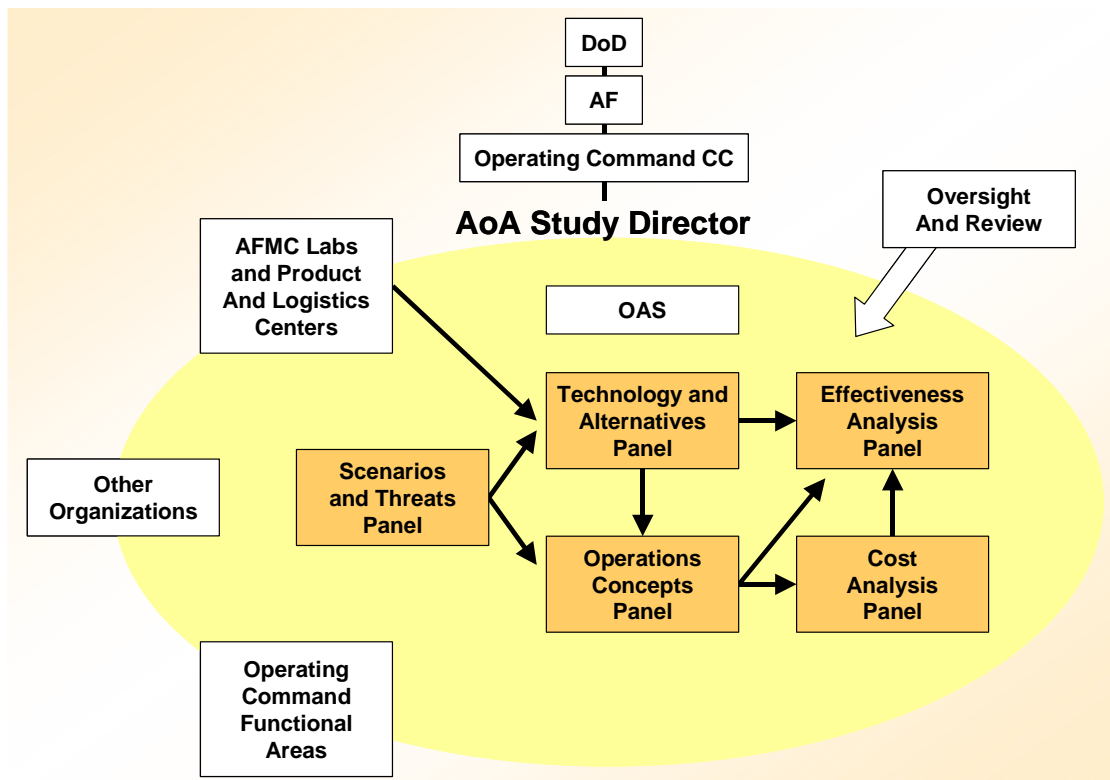 DoD
AF
Operating Command CC
AoA Study Director
Oversight
And Review
AFMC Labs
and Product
And Logistics
Centers
OAS
Technology and
Alternatives
Panel
Effectiveness
Analysis
Panel
Scenarios
and Threats
Panel
Other
Organizations
Operations
Concepts
Panel
Cost
Analysis
Panel
Operating
Command
Functional
Areas